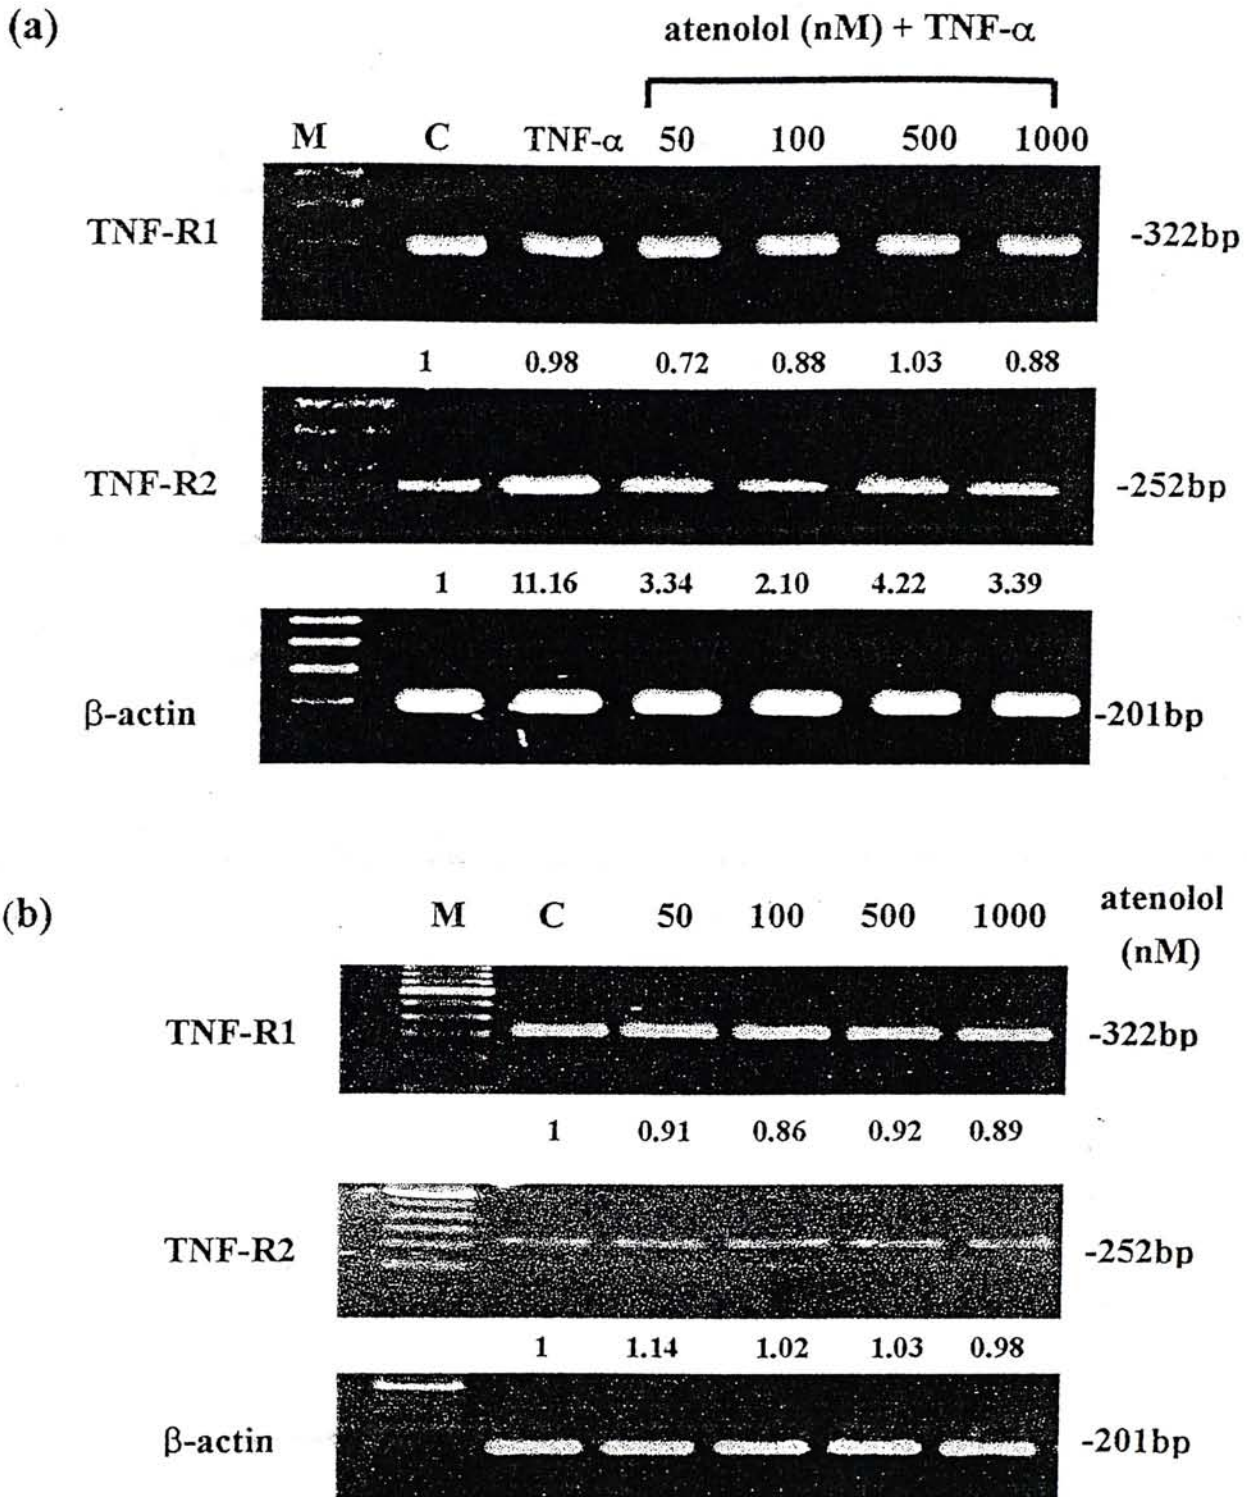 (a)
atenolol (nM) + TNF-α
M C TNF-α 50 100 500 1000
TNF-R1 -322bp
1 0.98 0.72 0.88 1.03 0.88
TNF-R2 -252bp
1 11.16 3.34 2.10 4.22 3.39
β-actin -201bp
(b)
M C 50 100 500 1000 atenolol
(nM)
TNF-R1 -322bp
1 0.91 0.86 0.92 0.89
TNF-R2 -252bp
1 1.14 1.02 1.03 0.98
β-actin -201bp